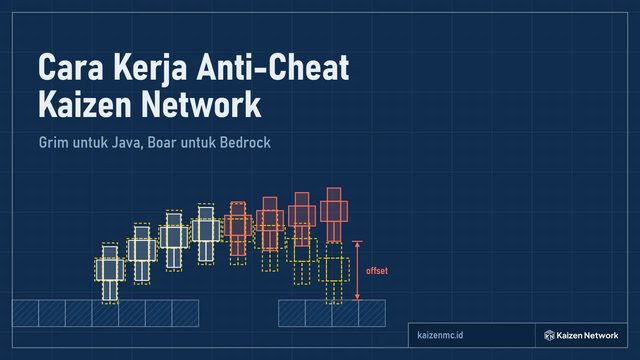 Cara Kerja Anti-Cheat
Kaizen Network
Grim untuk Java, Boar untuk Bedrock
offset
kaizenmc.id
Kaizen Network